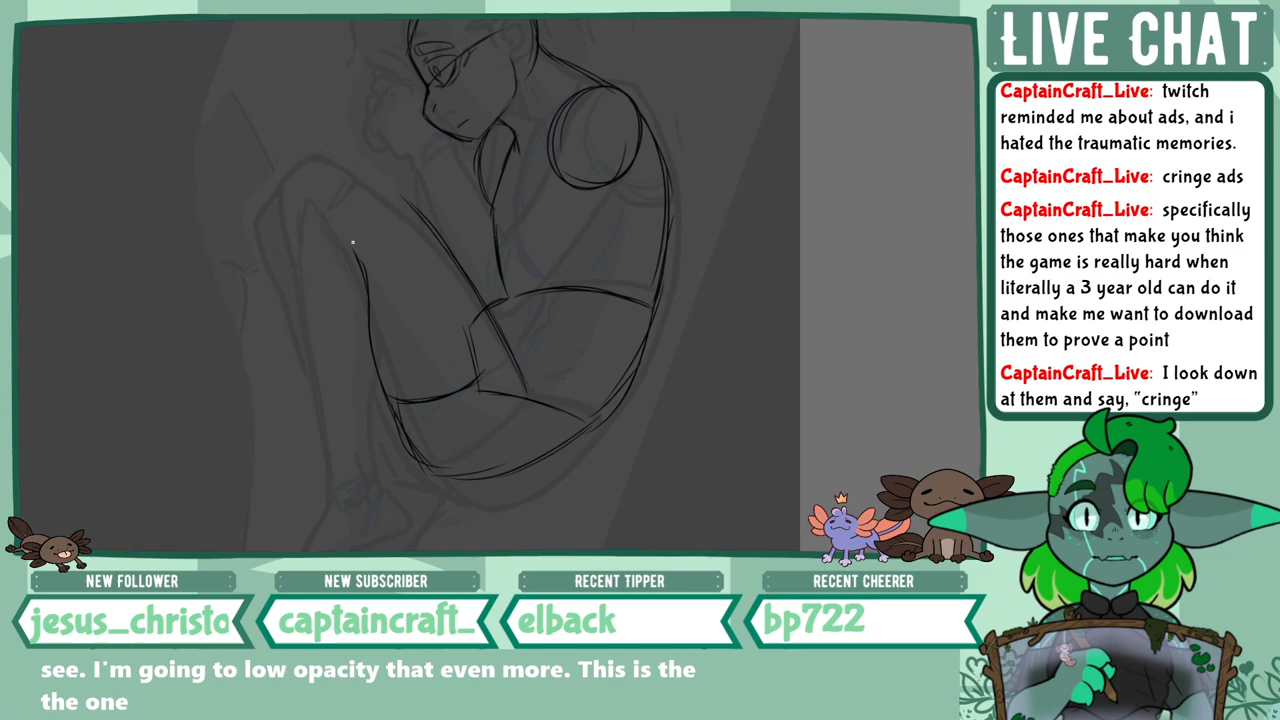 LIVE CHAT
CaptainCraft_Live: twitch
reminded me about ads, and i
hated the traumatic memories.
CaptainCraft_Live: cringe ads
CaptainCraft_Live: specifically
those ones that make you think
the game is really hard when
literally a 3 year old can do it
and make me want to download
them to prove a point
CaptainCraft_Live: I look down
at them and say, "cringe"
NEW FOLLOWER
jesus_christo
NEW SUBSCRIBER
captaincraft_
RECENT TIPPER
elback
RECENT CHEERER
bp722
see. I'm going to low opacity that even more. This is the
the one